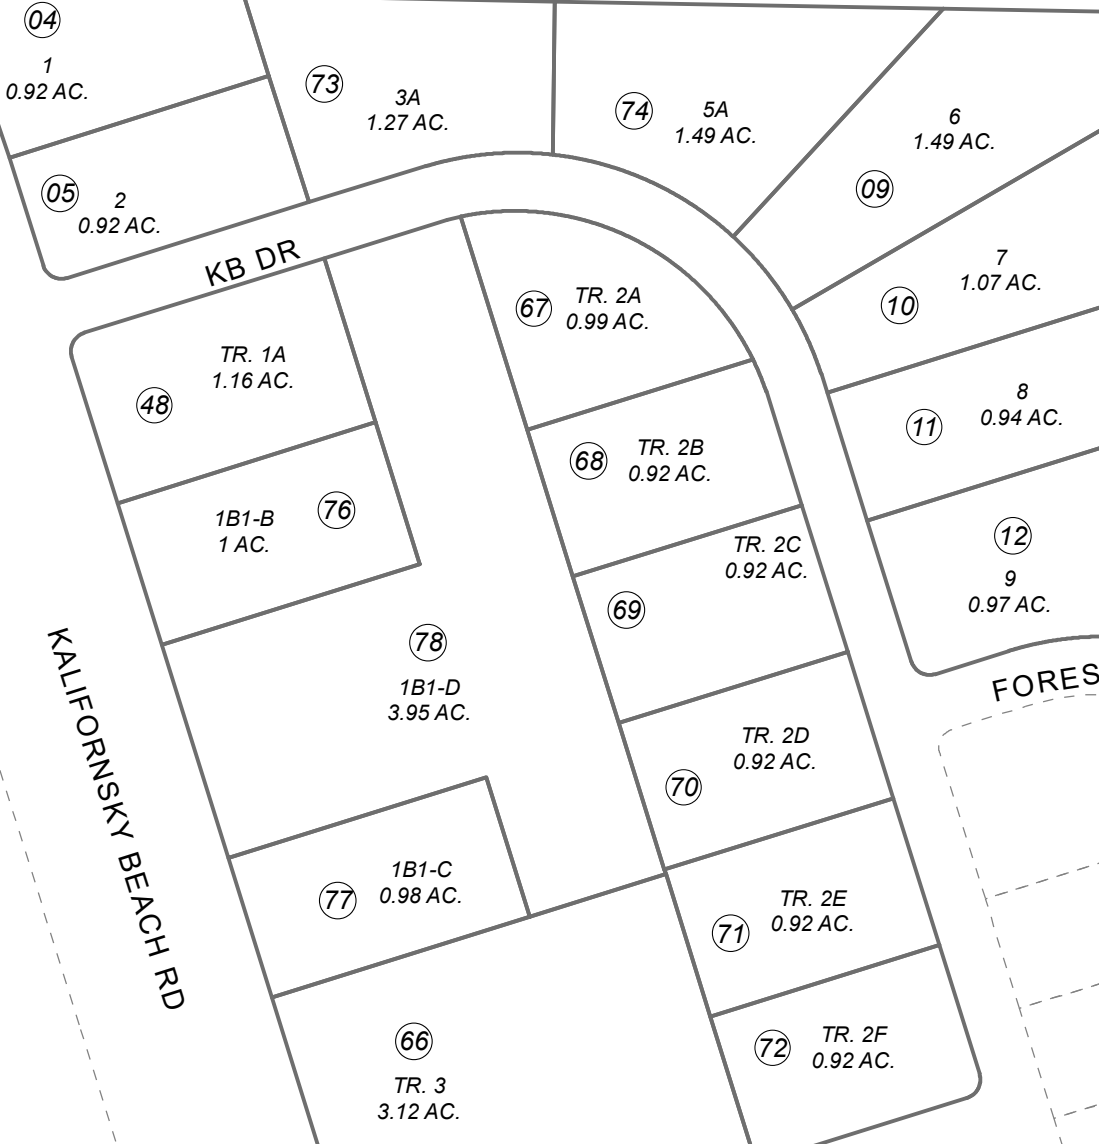 04
1
0.92 AC.
73
3A
1.27 AC.
74
5A
1.49 AC.
6
1.49 AC.
09
05
2
0.92 AC.
KB DR
7
1.07 AC.
10
67
TR. 2A
0.99 AC.
TR. 1A
1.16 AC.
48
8
0.94 AC.
11
68
TR. 2B
0.92 AC.
1B1-B
1 AC.
76
TR. 2C
0.92 AC.
69
12
9
0.97 AC.
78
1B1-D
3.95 AC.
FORES
KALIFORNSKY BEACH RD
TR. 2D
0.92 AC.
70
77
1B1-C
0.98 AC.
71
TR. 2E
0.92 AC.
66
TR. 3
3.12 AC.
72
TR. 2F
0.92 AC.